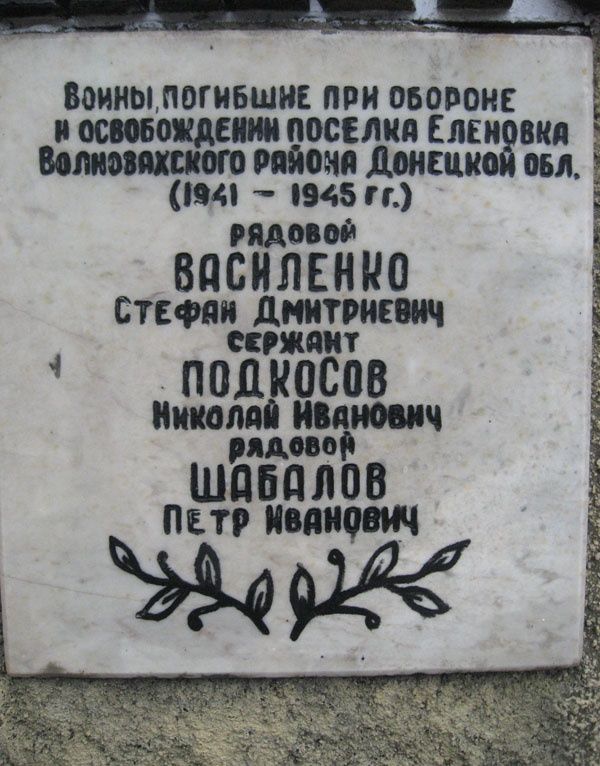 Воины, погибшие при обороне
и освобождении поселка Еленовка
Волновахского района Донецкой обл.
(1941 – 1945 гг.)
рядовой
ВАСИЛЕНКО
Стефан Дмитриевич
сержант
ПОДКОСОВ
Николай Иванович
рядовой
ШАБАЛОВ
Петр Иванович